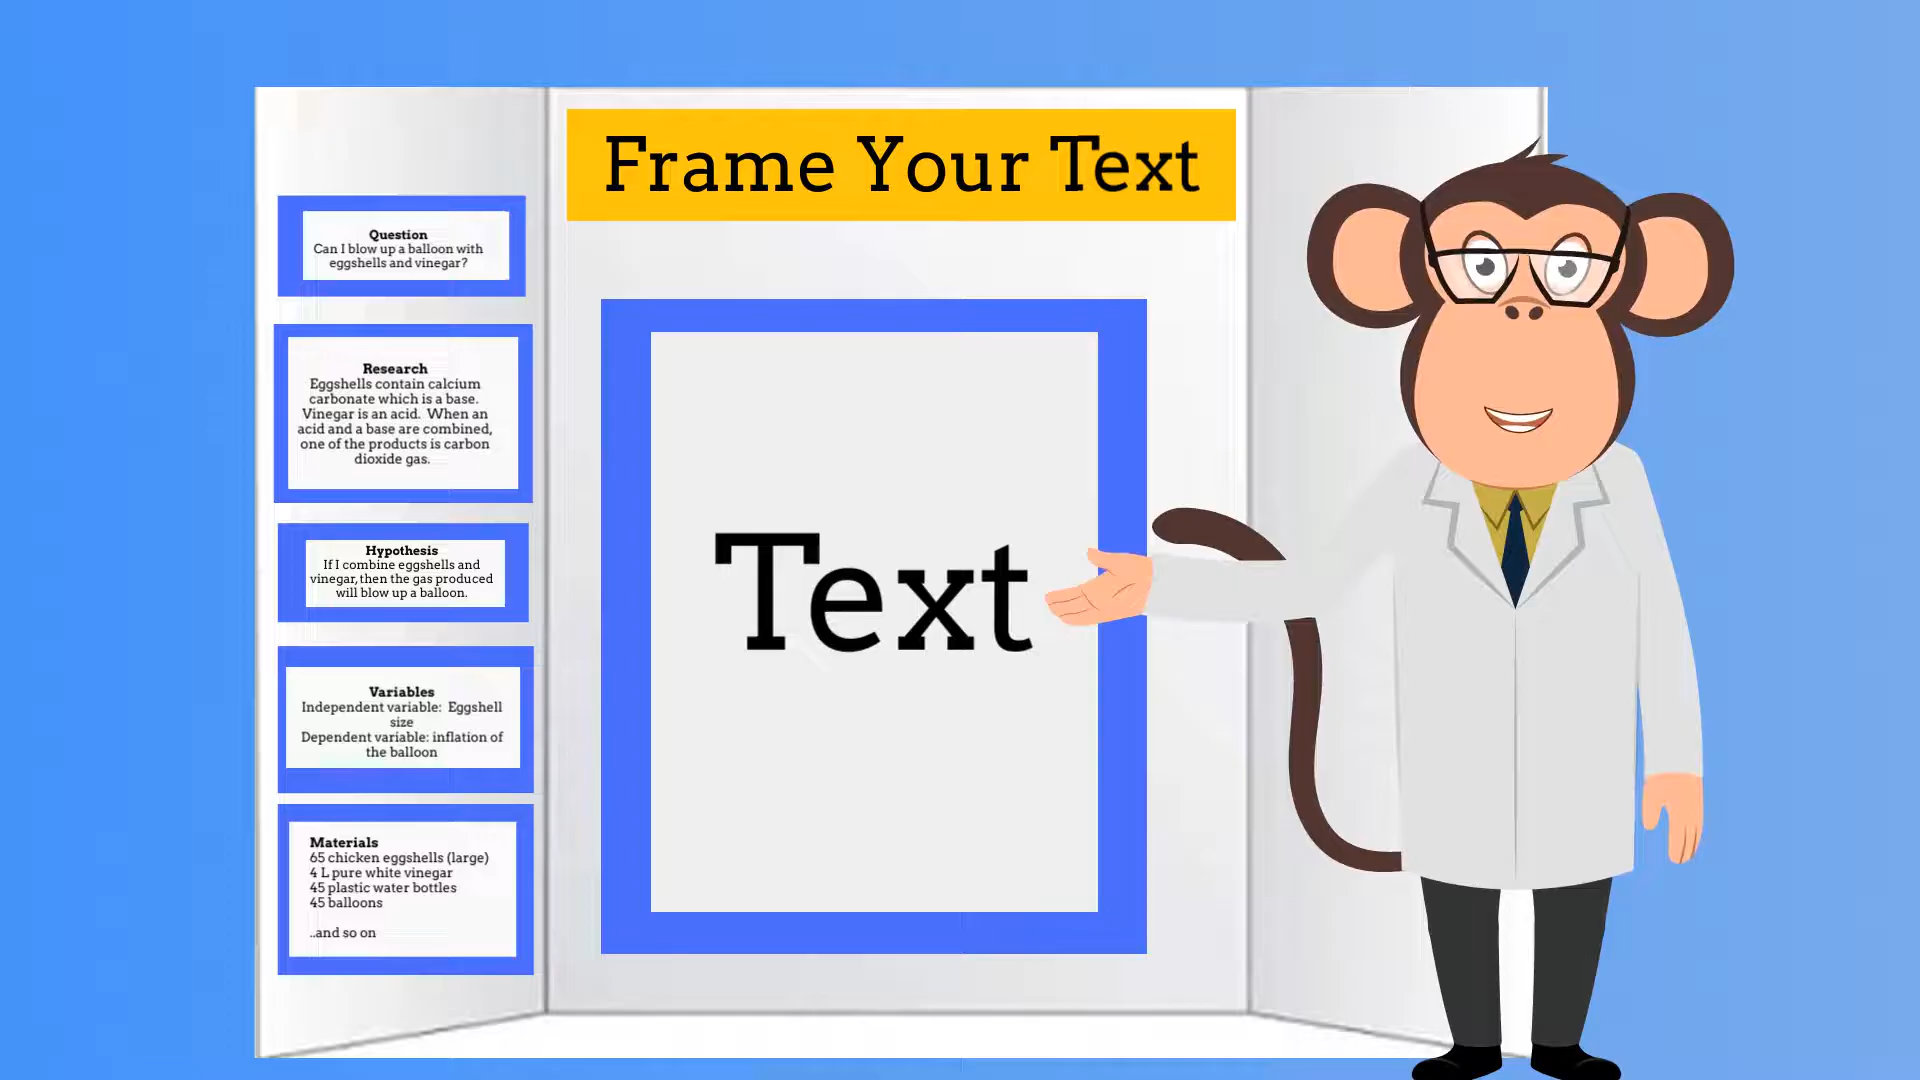 Frame Your Text
Question
Can I blow up a balloon with
eggshells and vinegar?
Research
Eggshells contain calcium
carbonate which is a base.
Vinegar is an acid.  When an
acid and a base are combined,
one of the products is carbon
dioxide gas.
Hypothesis
If I combine eggshells and
vinegar, then the gas produced
will blow up a balloon.
Variables
Independent variable:  Eggshell
size
Dependent variable: inflation of
the balloon
Materials
65 chicken eggshells (large)
4 L pure white vinegar
45 plastic water bottles
45 balloons
..and so on
Text